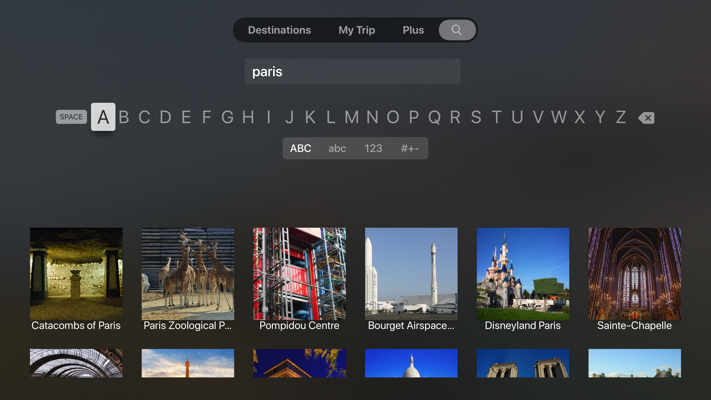 Destinations My Trip Plus
paris
SPACE A B C D E F G H I J K L M N O P Q R S T U V W X Y Z
ABC abc 123 #+-
Catacombs of Paris Paris Zoological P... Pompidou Centre Bourget Airspace... Disneyland Paris Sainte-Chapelle